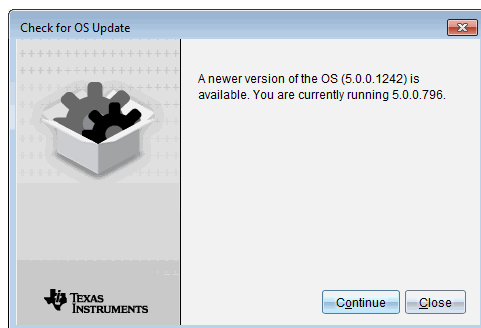 Check for OS Update
A newer version of the OS (5.0.0.1242) is
available. You are currently running 5.0.0.796.
TEXAS
INSTRUMENTS
Continue
Close